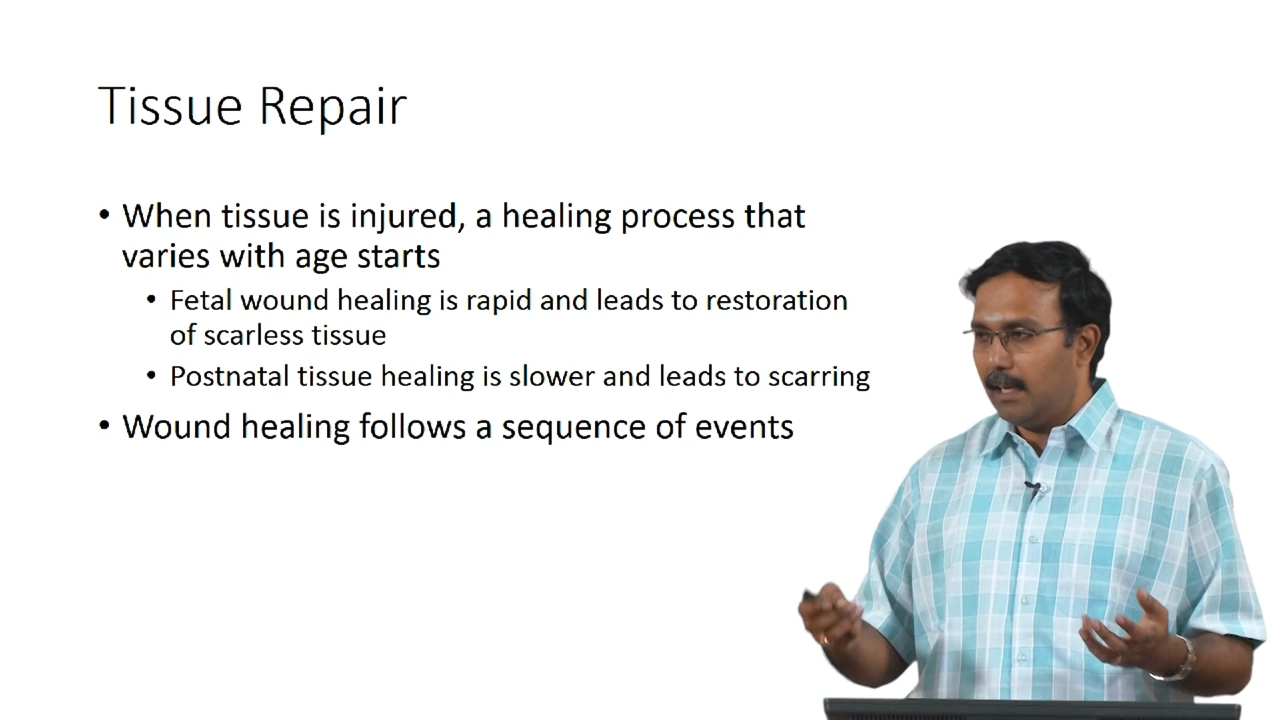 Tissue Repair
• When tissue is injured, a healing process that
varies with age starts
• Fetal wound healing is rapid and leads to restoration
of scarless tissue
• Postnatal tissue healing is slower and leads to scarring
• Wound healing follows a sequence of events